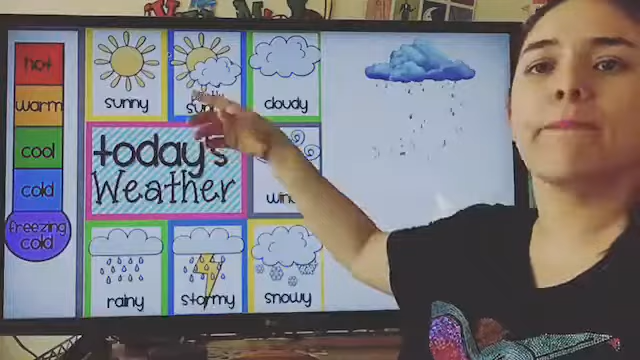 hot
warm
cool
cold
freezing
cold
sunny
cloudy
today's
Weather
rainy
stormy
snowy